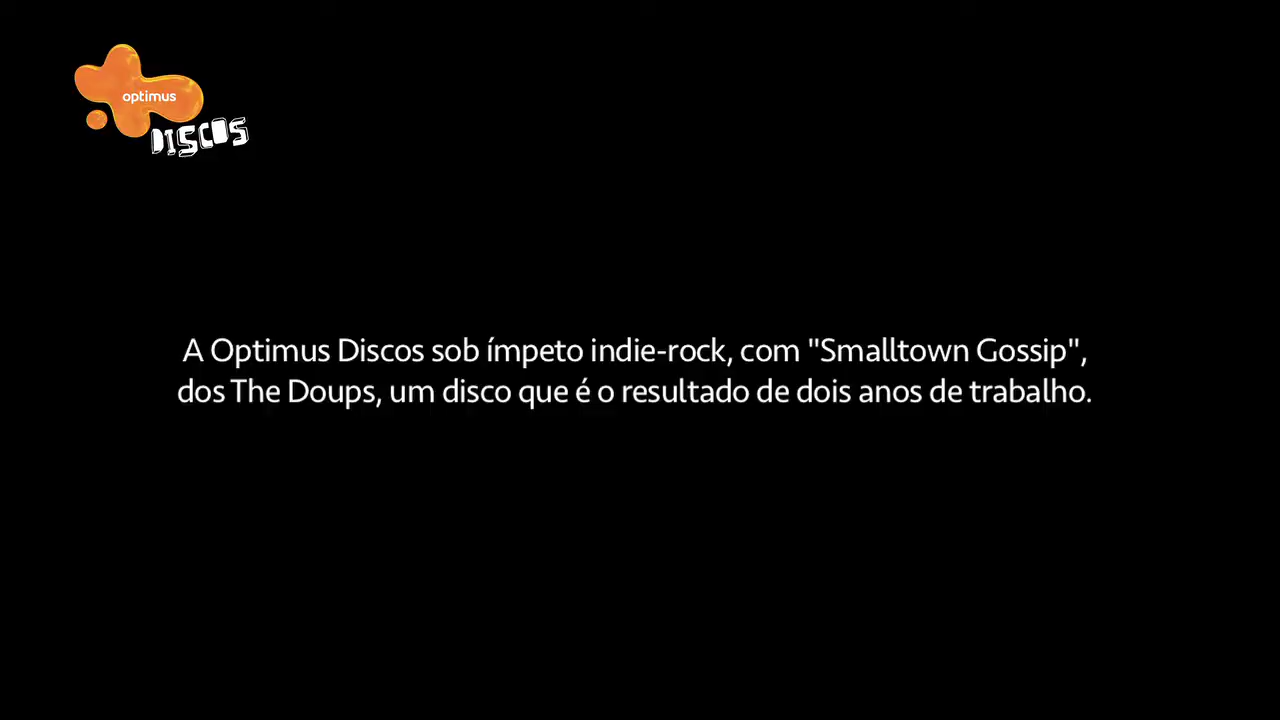 optimus
DISCOS
A Optimus Discos sob ímpeto indie-rock, com "Smalltown Gossip",
dos The Doups, um disco que é o resultado de dois anos de trabalho.